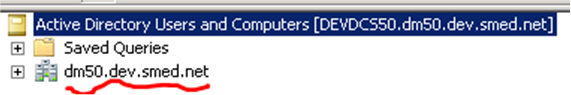 Active Directory Users and Computers [DEVDCS50.dm50.dev.smed.net]
Saved Queries
dm50.dev.smed.net